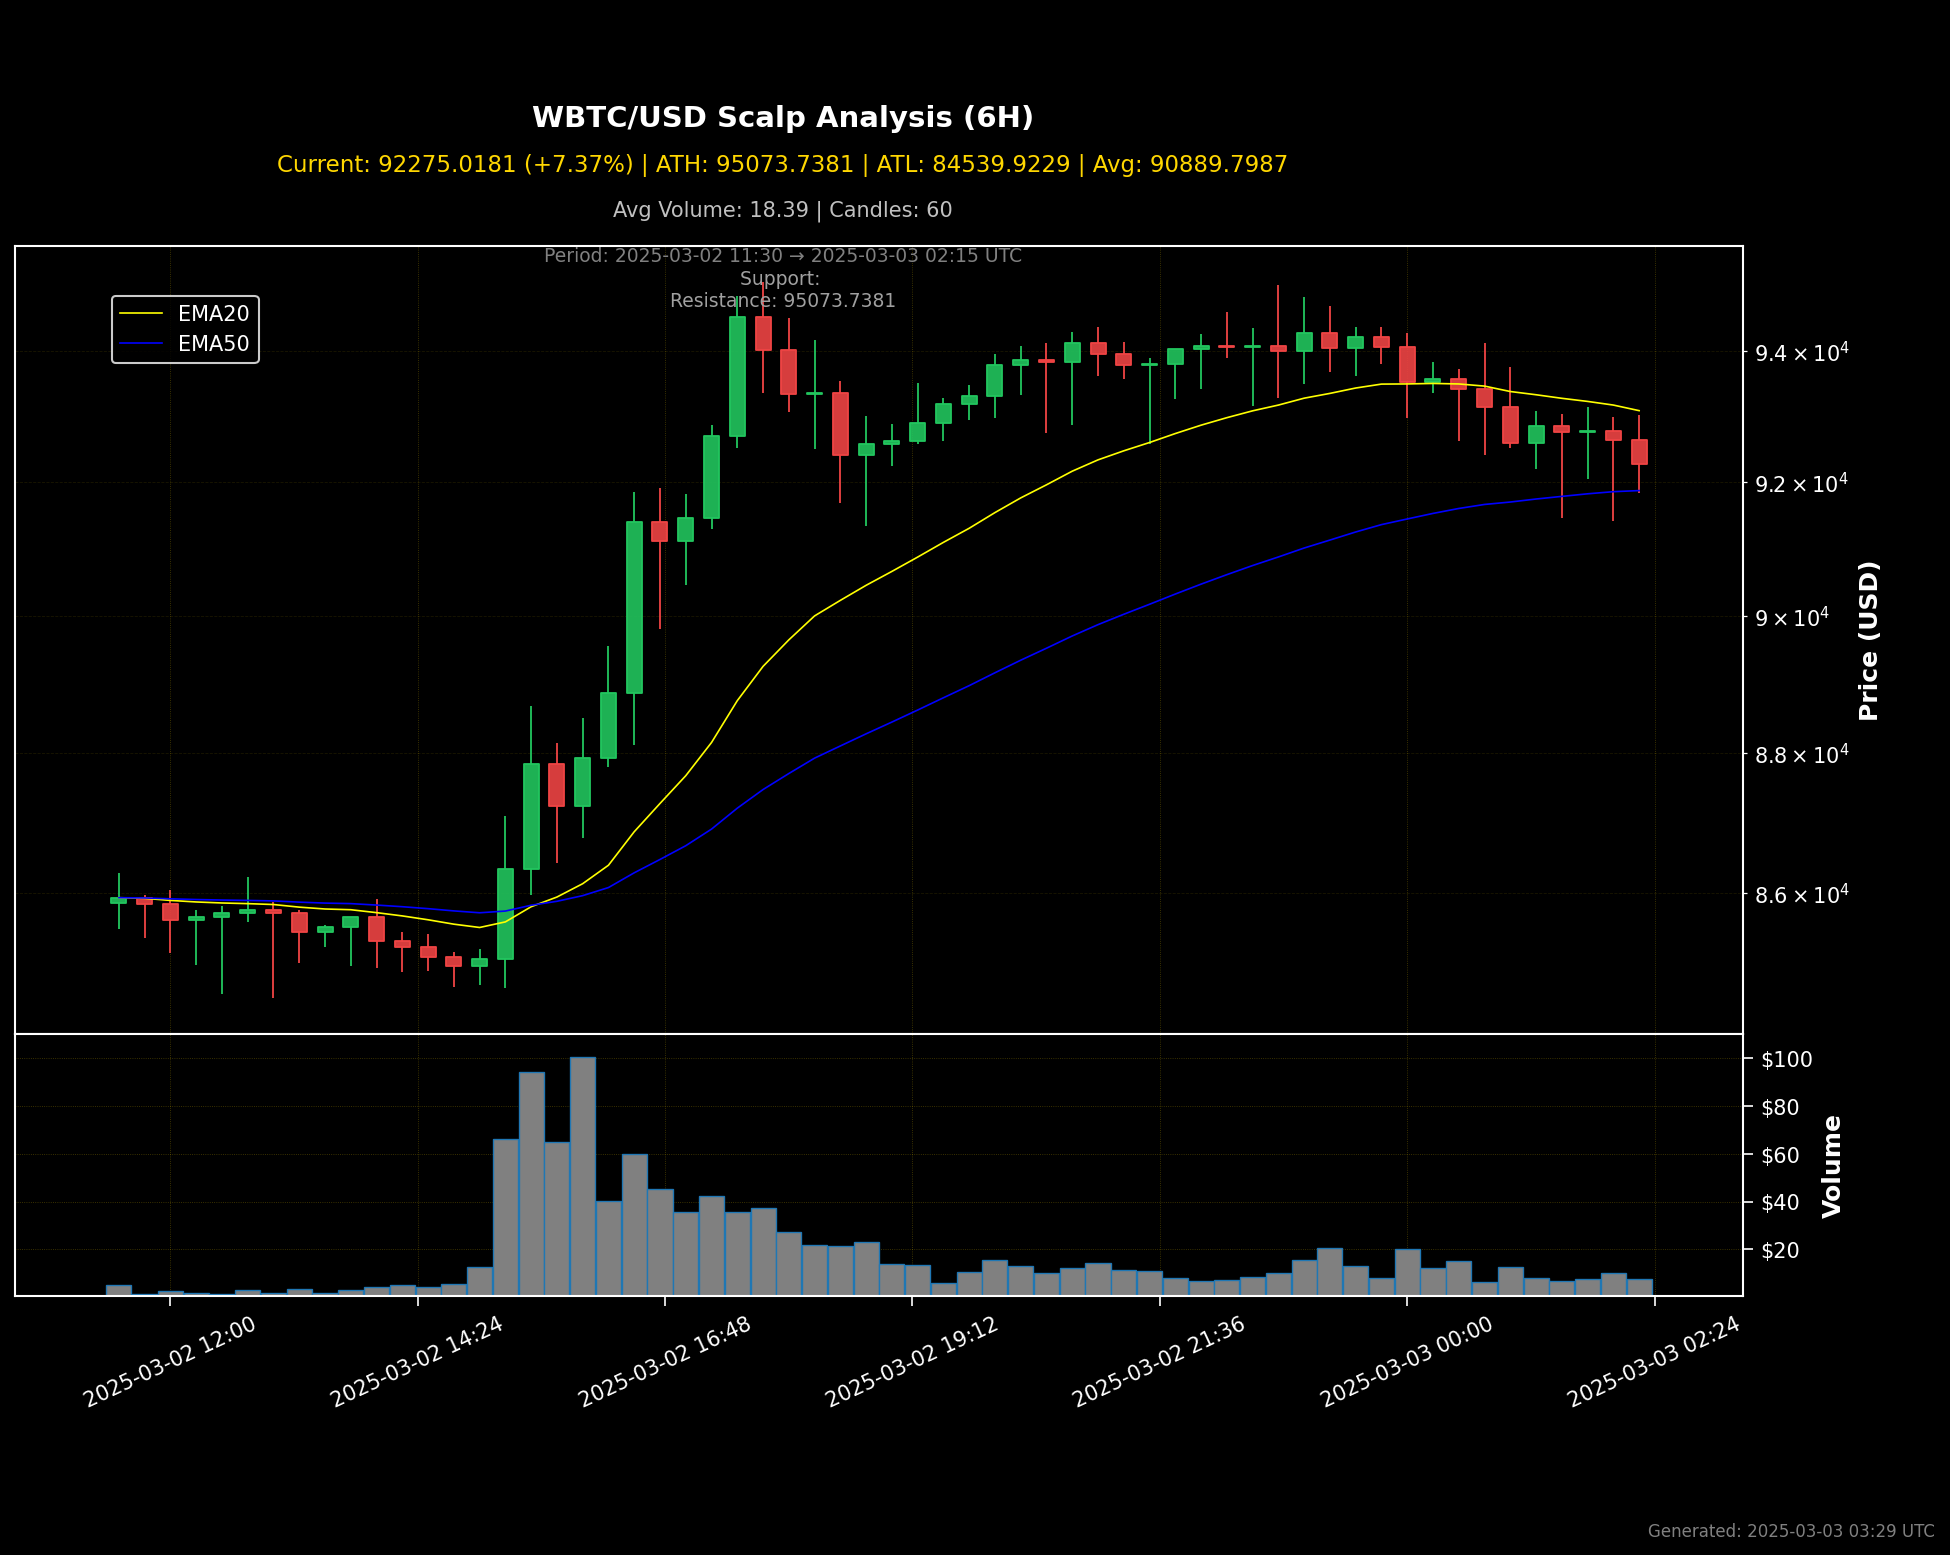 WBTC/USD Scalp Analysis (6H)
Current: 92275.0181 (+7.37%) | ATH: 95073.7381 | ATL: 84539.9229 | Avg: 90889.7987
Avg Volume: 18.39 | Candles: 60
Period: 2025-03-02 11:30 → 2025-03-03 02:15 UTC
Support:
Resistance: 95073.7381
EMA20
EMA50
9.4 × 10⁴
9.2 × 10⁴
9 × 10⁴
8.8 × 10⁴
8.6 × 10⁴
Price (USD)
$100
$80
$60
$40
$20
Volume
2025-03-02 12:00
2025-03-02 14:24
2025-03-02 16:48
2025-03-02 19:12
2025-03-02 21:36
2025-03-03 00:00
2025-03-03 02:24
Generated: 2025-03-03 03:29 UTC